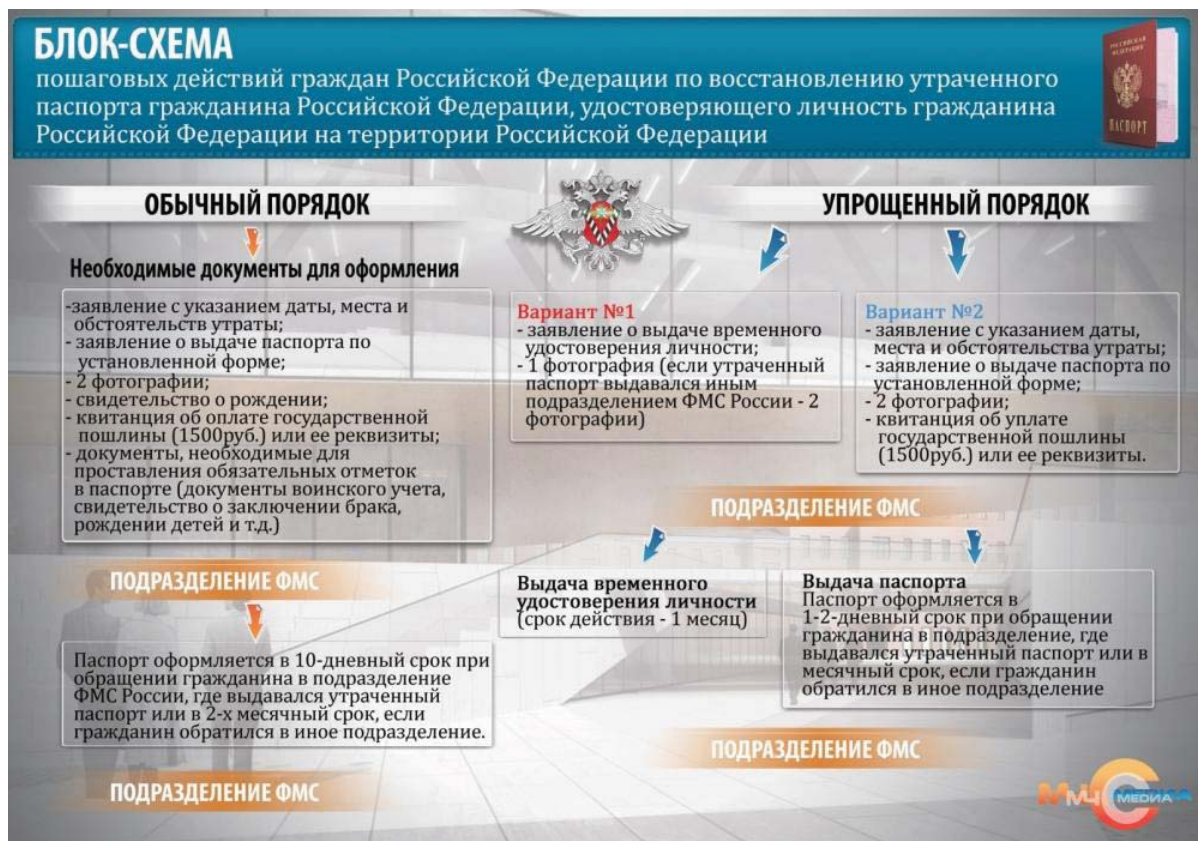 БЛОК-СХЕМА
пошаговых действий граждан Российской Федерации по восстановлению утраченного
паспорта гражданина Российской Федерации, удостоверяющего личность гражданина
Российской Федерации на территории Российской Федерации
РОССИЙСКАЯ
ФЕДЕРАЦИЯ
ПАСПОРТ
ОБЫЧНЫЙ ПОРЯДОК
Необходимые документы для оформления
-заявление с указанием даты, места и
обстоятельств утраты;
- заявление о выдаче паспорта по
установленной форме;
- 2 фотографии;
- свидетельство о рождении;
- квитанция об оплате государственной
пошлины (1500руб.) или ее реквизиты;
- документы, необходимые для
проставления обязательных отметок
в паспорте (документы воинского учета,
свидетельство о заключении брака,
рождении детей и т.д.)
ПОДРАЗДЕЛЕНИЕ ФМС
Паспорт оформляется в 10-дневный срок при
обращении гражданина в подразделение
ФМС России, где выдавался утраченный
паспорт или в 2-х месячный срок, если
гражданин обратился в иное подразделение.
ПОДРАЗДЕЛЕНИЕ ФМС
УПРОЩЕННЫЙ ПОРЯДОК
Вариант №1
- заявление о выдаче временного
удостоверения личности;
- 1 фотография (если утраченный
паспорт выдавался иным
подразделением ФМС России - 2
фотографии)
Вариант №2
- заявление с указанием даты,
места и обстоятельства утраты;
- заявление о выдаче паспорта по
установленной форме;
- 2 фотографии;
- квитанция об уплате
государственной пошлины
(1500руб.) или ее реквизиты.
ПОДРАЗДЕЛЕНИЕ ФМС
Выдача временного
удостоверения личности
(срок действия - 1 месяц)
Выдача паспорта
Паспорт оформляется в
1-2-дневный срок при обращении
гражданина в подразделение, где
выдавался утраченный паспорт или в
месячный срок, если гражданин
обратился в иное подразделение
ПОДРАЗДЕЛЕНИЕ ФМС
МЕДИА